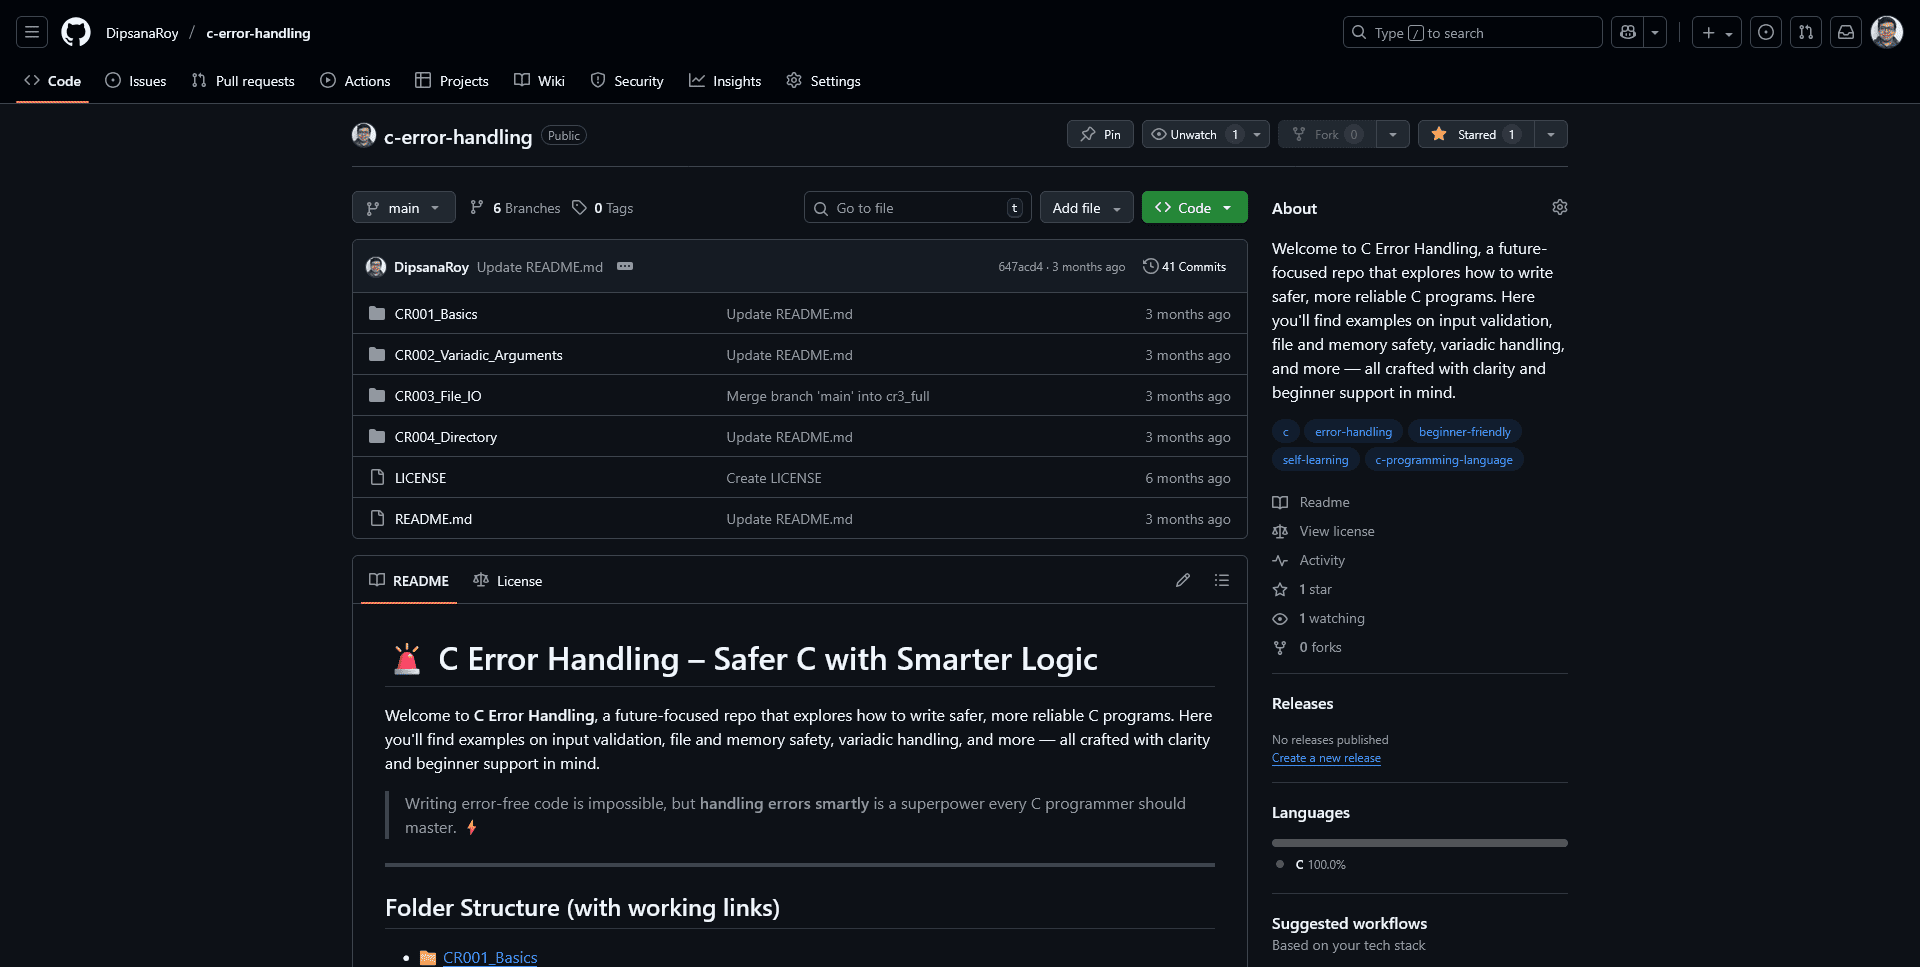 DipsanaRoy / c-error-handling
Type / to search
Code Issues Pull requests Actions Projects Wiki Security Insights Settings
c-error-handling Public
Pin Unwatch 1 Fork 0 Starred 1
main 6 Branches 0 Tags Go to file t Add file Code
DipsanaRoy Update README.md 647acd4 · 3 months ago 41 Commits
CR001_Basics Update README.md 3 months ago
CR002_Variadic_Arguments Update README.md 3 months ago
CR003_File_IO Merge branch 'main' into cr3_full 3 months ago
CR004_Directory Update README.md 3 months ago
LICENSE Create LICENSE 6 months ago
README.md Update README.md 3 months ago
README License
C Error Handling – Safer C with Smarter Logic
Welcome to C Error Handling, a future-focused repo that explores how to write safer, more reliable C programs. Here
you'll find examples on input validation, file and memory safety, variadic handling, and more — all crafted with clarity
and beginner support in mind.
Writing error-free code is impossible, but handling errors smartly is a superpower every C programmer should
master.
Folder Structure (with working links)
CR001_Basics
About
Welcome to C Error Handling, a future-
focused repo that explores how to write
safer, more reliable C programs. Here
you'll find examples on input validation,
file and memory safety, variadic handling,
and more — all crafted with clarity and
beginner support in mind.
c error-handling beginner-friendly
self-learning c-programming-language
Readme
View license
Activity
1 star
1 watching
0 forks
Releases
No releases published
Create a new release
Languages
C 100.0%
Suggested workflows
Based on your tech stack